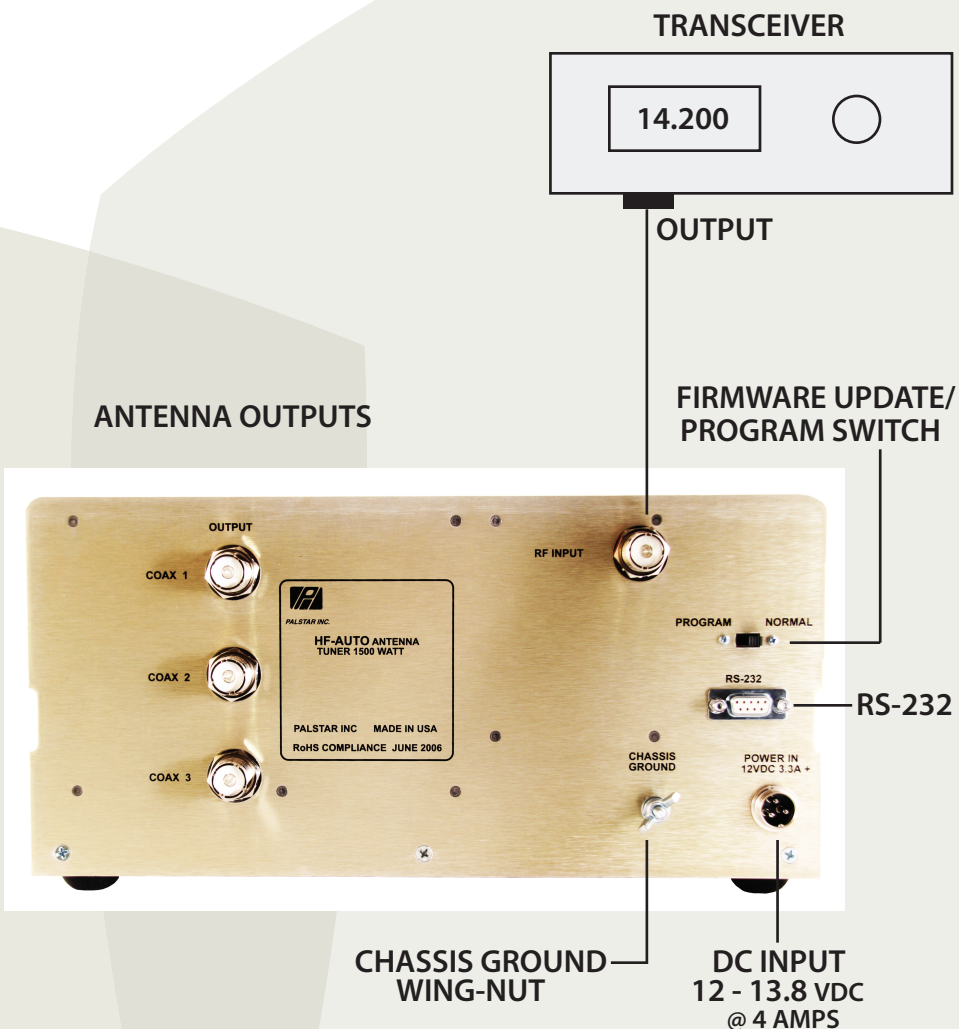 TRANSCEIVER
14.200
OUTPUT
FIRMWARE UPDATE/
PROGRAM SWITCH
ANTENNA OUTPUTS
OUTPUT
COAX 1
RF INPUT
PALSTAR INC.
HF-AUTO ANTENNA
TUNER 1500 WATT
PROGRAM NORMAL
COAX 2
RS-232
RS-232
PALSTAR INC MADE IN USA
RoHS COMPLIANCE JUNE 2006
CHASSIS
GROUND
POWER IN
12VDC 3.3A +
COAX 3
CHASSIS GROUND
WING-NUT
DC INPUT
12 - 13.8 VDC
@ 4 AMPS